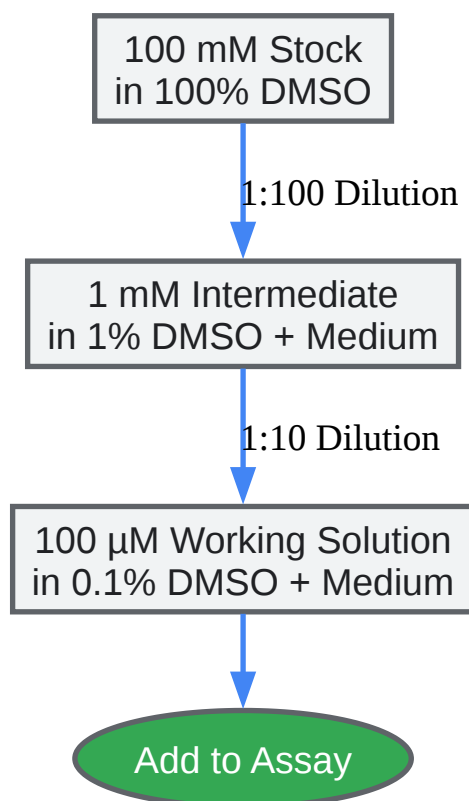 100 mM Stock
in 100% DMSO
1:100 Dilution
1 mM Intermediate
in 1% DMSO + Medium
1:10 Dilution
100 µM Working Solution
in 0.1% DMSO + Medium
Add to Assay